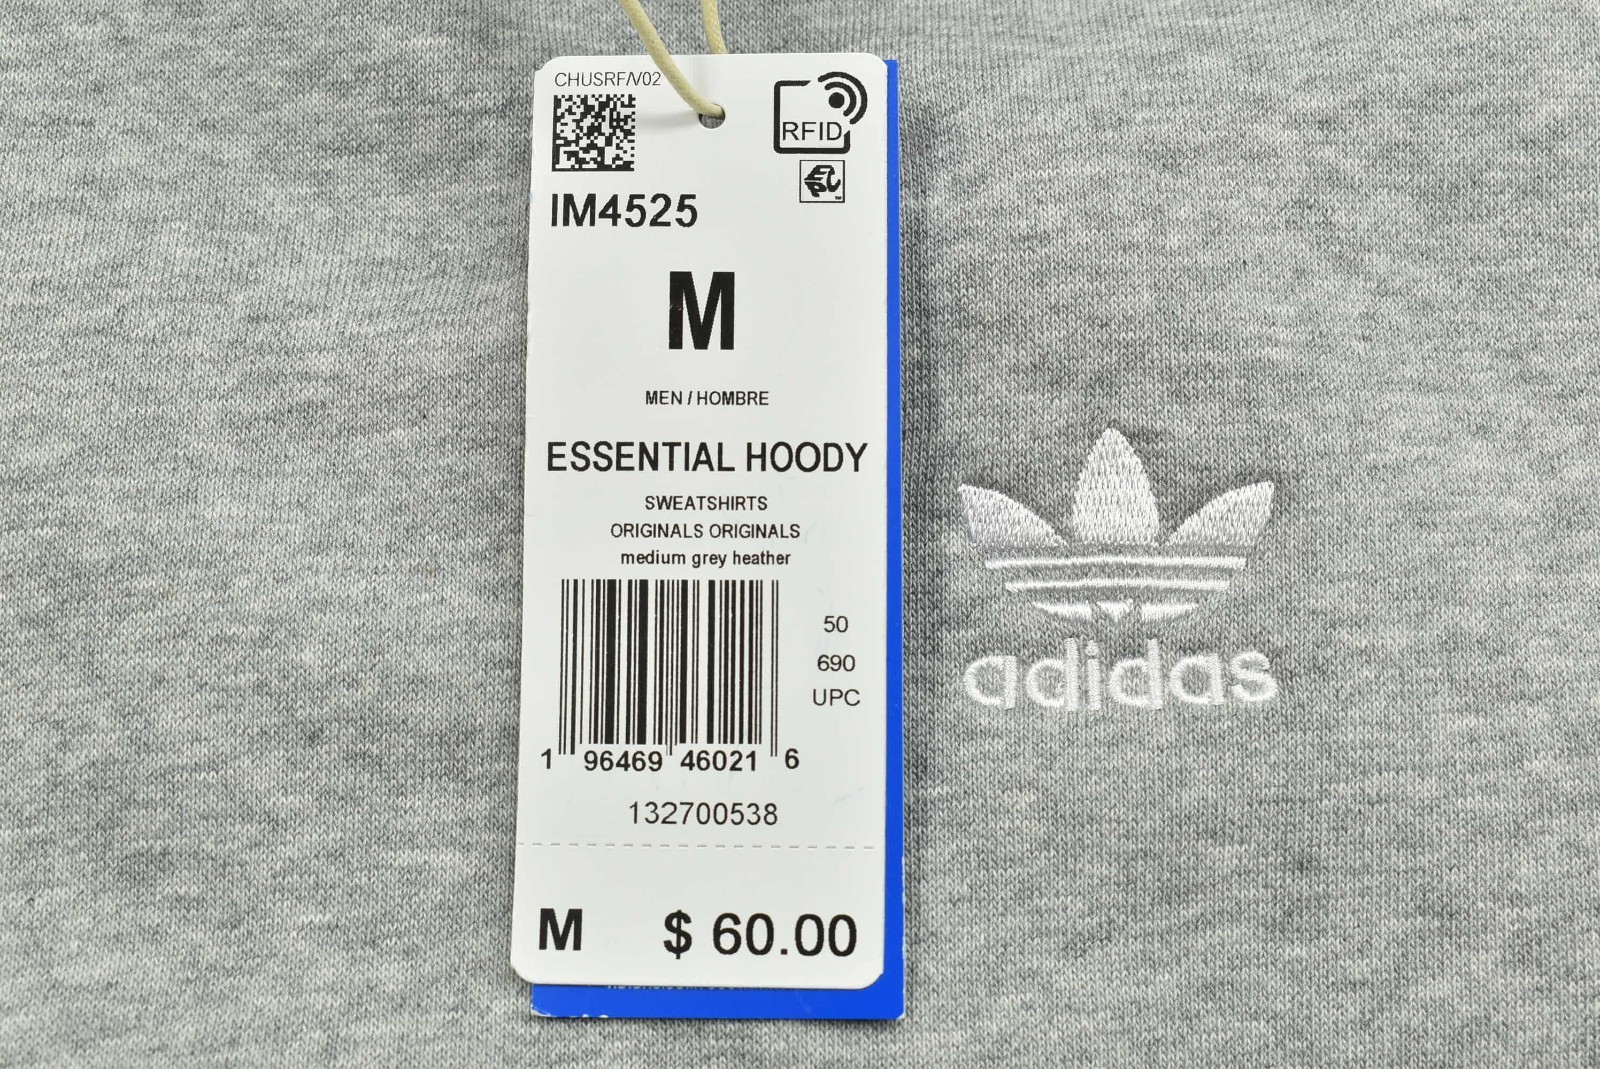 CHUSRF/V02
RFID
IM4525
M
MEN / HOMBRE
ESSENTIAL HOODY
SWEATSHIRTS
ORIGINALS ORIGINALS
medium grey heather
50
690
UPC
1 96469 46021 6
132700538
M $ 60.00
adidas